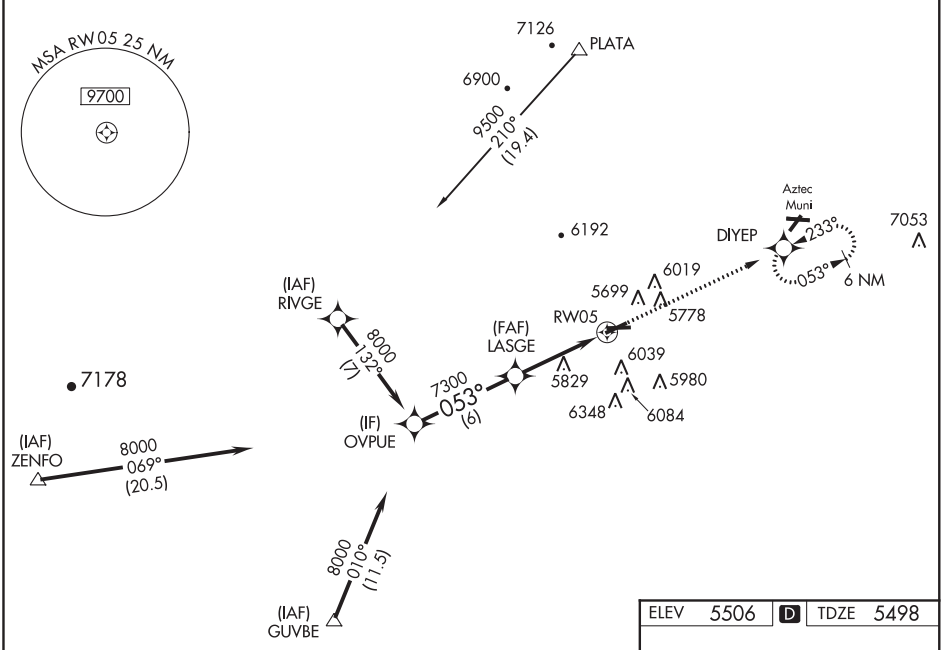 MSA RW05 25 NM
9700
7126
PLATA
6900
9500
210°
(19.4)
Aztec
Muni
7053
6192
DIYEP
233°
053°
6 NM
6019
5699
5778
(IAF)
RIVGE
8000
132°
(7)
RW05
(FAF)
LASGE
7300
053°
(6)
5829
6039
5980
6348
6084
7178
(IF)
OVPUE
(IAF)
ZENFO
8000
069°
(20.5)
8000
010°
(11.5)
(IAF)
GUVBE
ELEV 5506 D TDZE 5498